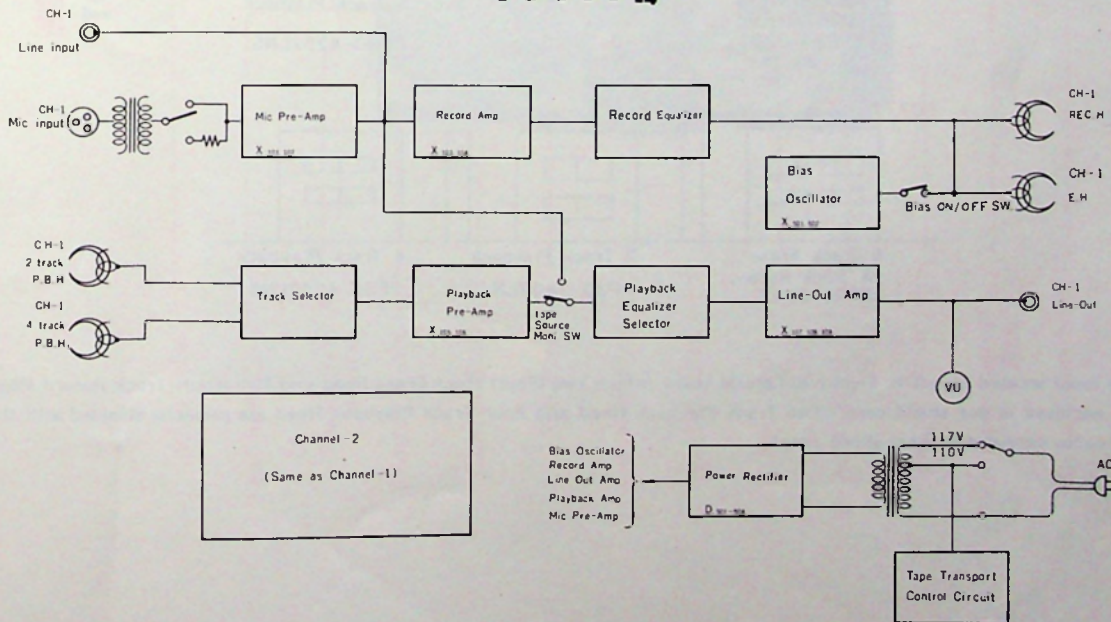 CH-1
Line input
CH-1
Mic input
Mic Pre-Amp
Record Amp
Record Equalizer
CH-1
REC.H
Bias
Oscillator
Bias ON/OFF SW.
CH-1
E.H
CH-1
2 track
P.B.H
CH-1
4 track
P.B.H.
Track Selector
Playback
Pre-Amp
Tape
Source
Moni SW
Playback
Equalizer
Selector
Line-Out Amp
CH-1
Line-Out
VU
Channel-2
(Same as Channel-1)
Bias Oscillator
Record Amp
Line Out Amp
Playback Amp
Mic Pre-Amp
Power Rectifier
117V
110V
AC
Tape Transport
Control Circuit